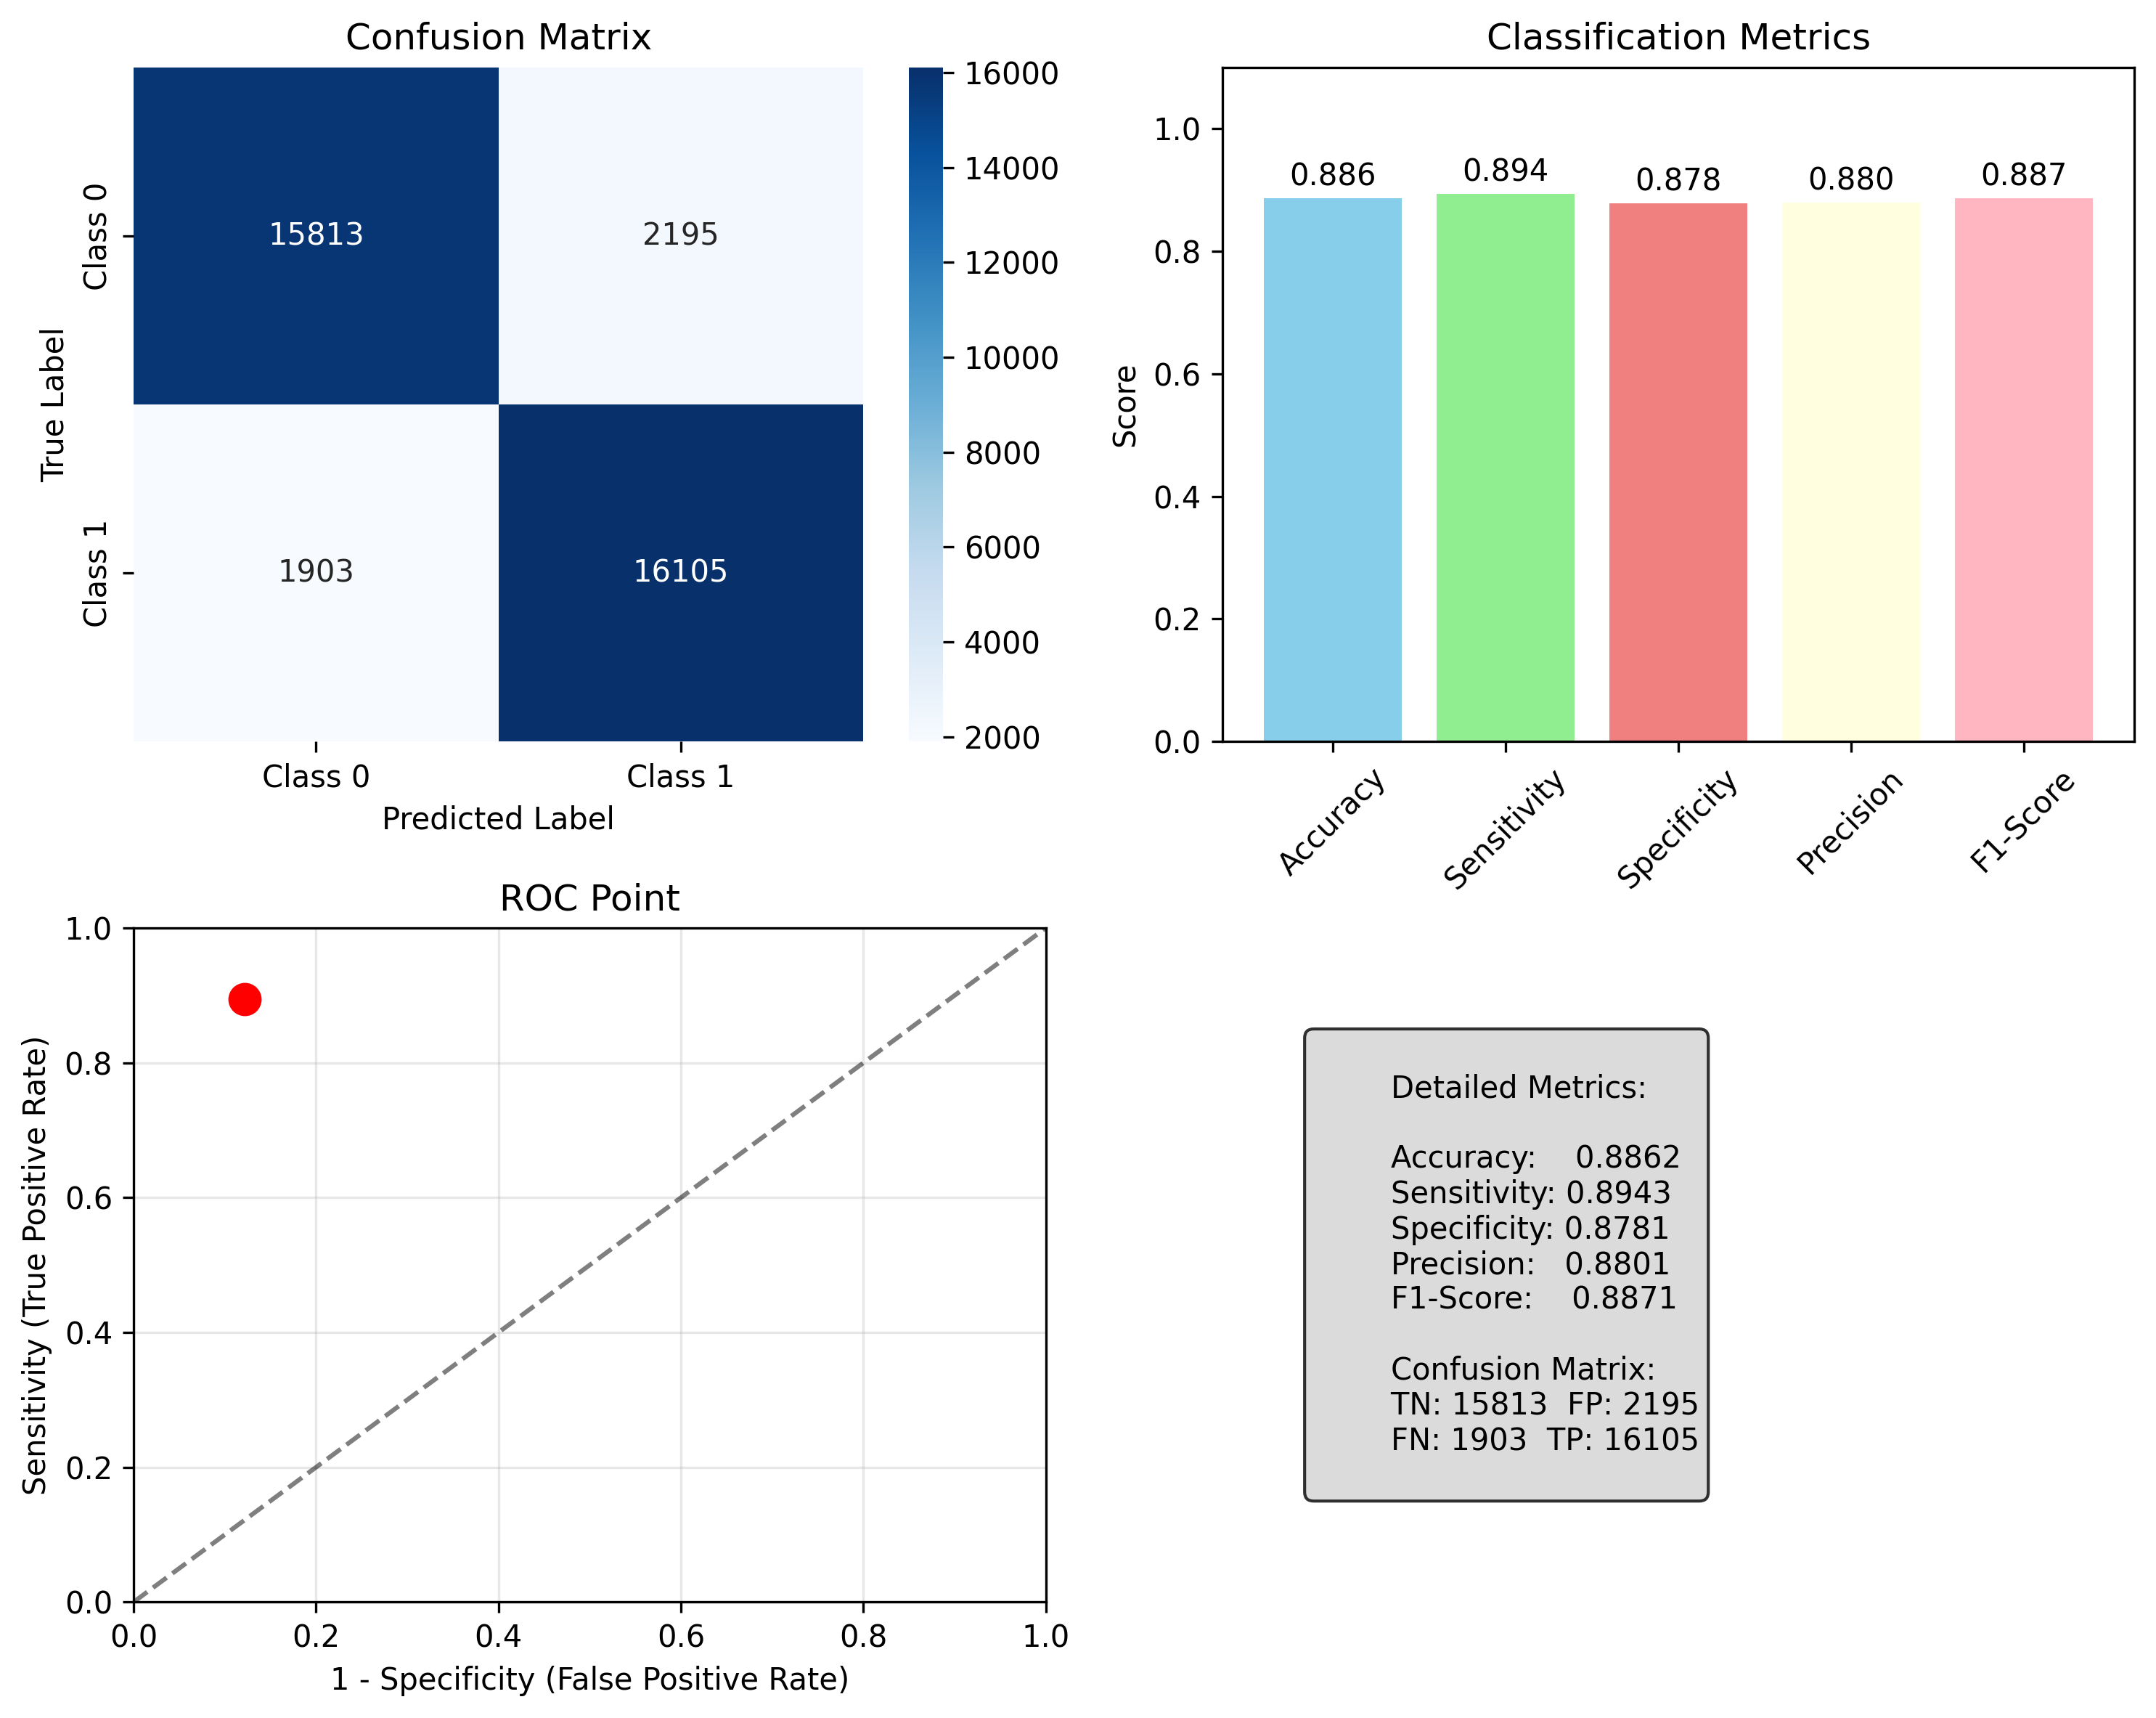 Confusion Matrix
Class 0
Class 1
True Label
15813
2195
1903
16105
Class 0
Class 1
Predicted Label
16000
14000
12000
10000
8000
6000
4000
2000
Classification Metrics
Score
1.0
0.8
0.6
0.4
0.2
0.0
0.886
0.894
0.878
0.880
0.887
Accuracy
Sensitivity
Specificity
Precision
F1-Score
ROC Point
Sensitivity (True Positive Rate)
1.0
0.8
0.6
0.4
0.2
0.0
0.0
0.2
0.4
0.6
0.8
1.0
1 - Specificity (False Positive Rate)
Detailed Metrics:
Accuracy: 0.8862
Sensitivity: 0.8943
Specificity: 0.8781
Precision: 0.8801
F1-Score: 0.8871
Confusion Matrix:
TN: 15813 FP: 2195
FN: 1903 TP: 16105